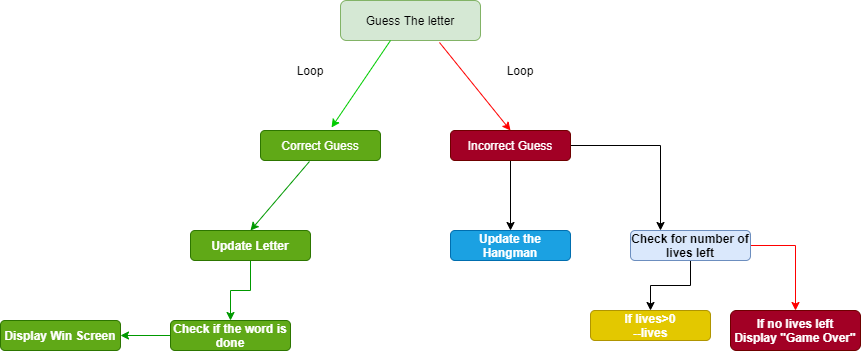 Guess The letter
Loop
Loop
Correct Guess
Incorrect Guess
Update Letter
Update the
Hangman
Check for number of
lives left
Display Win Screen
Check if the word is
done
If lives>0
--lives
If no lives left
Display "Game Over"